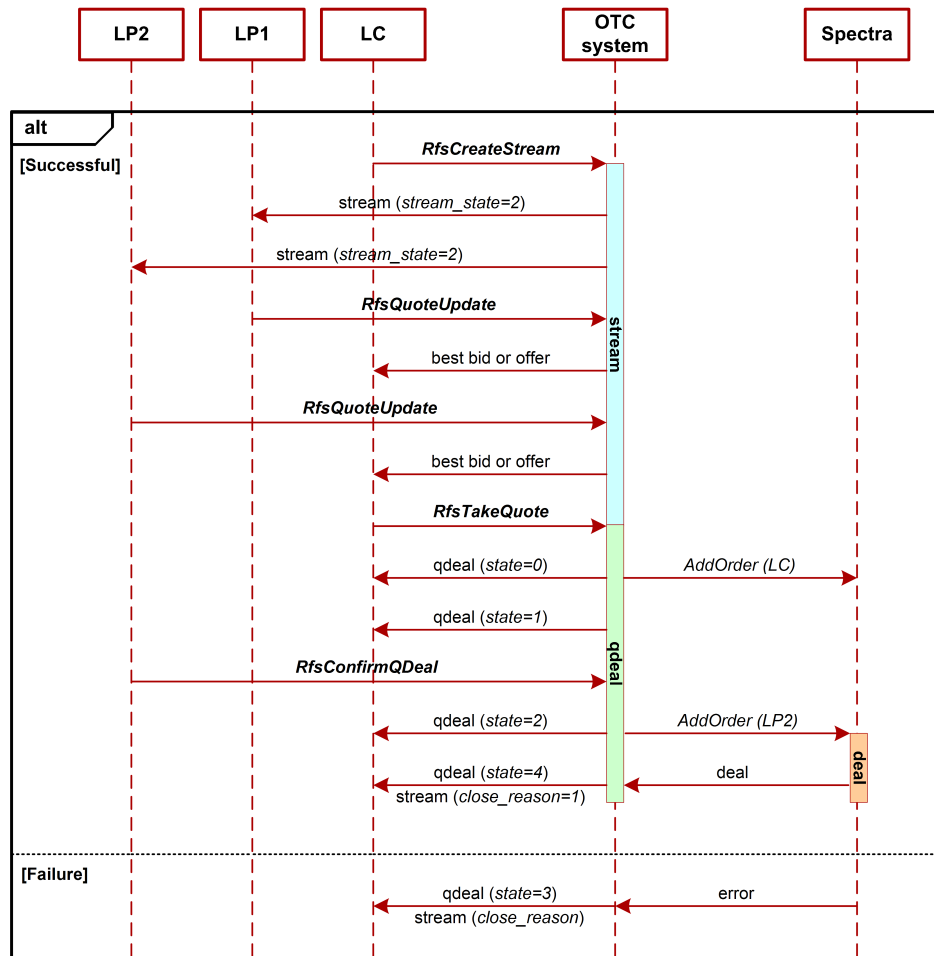 LP2
LP1
LC
OTC
system
Spectra
alt
[Successful]
RfsCreateStream
stream (stream_state=2)
stream (stream_state=2)
RfsQuoteUpdate
stream
best bid or offer
RfsQuoteUpdate
best bid or offer
RfsTakeQuote
qdeal (state=0)
AddOrder (LC)
qdeal (state=1)
qdeal
RfsConfirmQDeal
qdeal (state=2)
AddOrder (LP2)
deal
qdeal (state=4)
deal
stream (close_reason=1)
[Failure]
qdeal (state=3)
error
stream (close_reason)